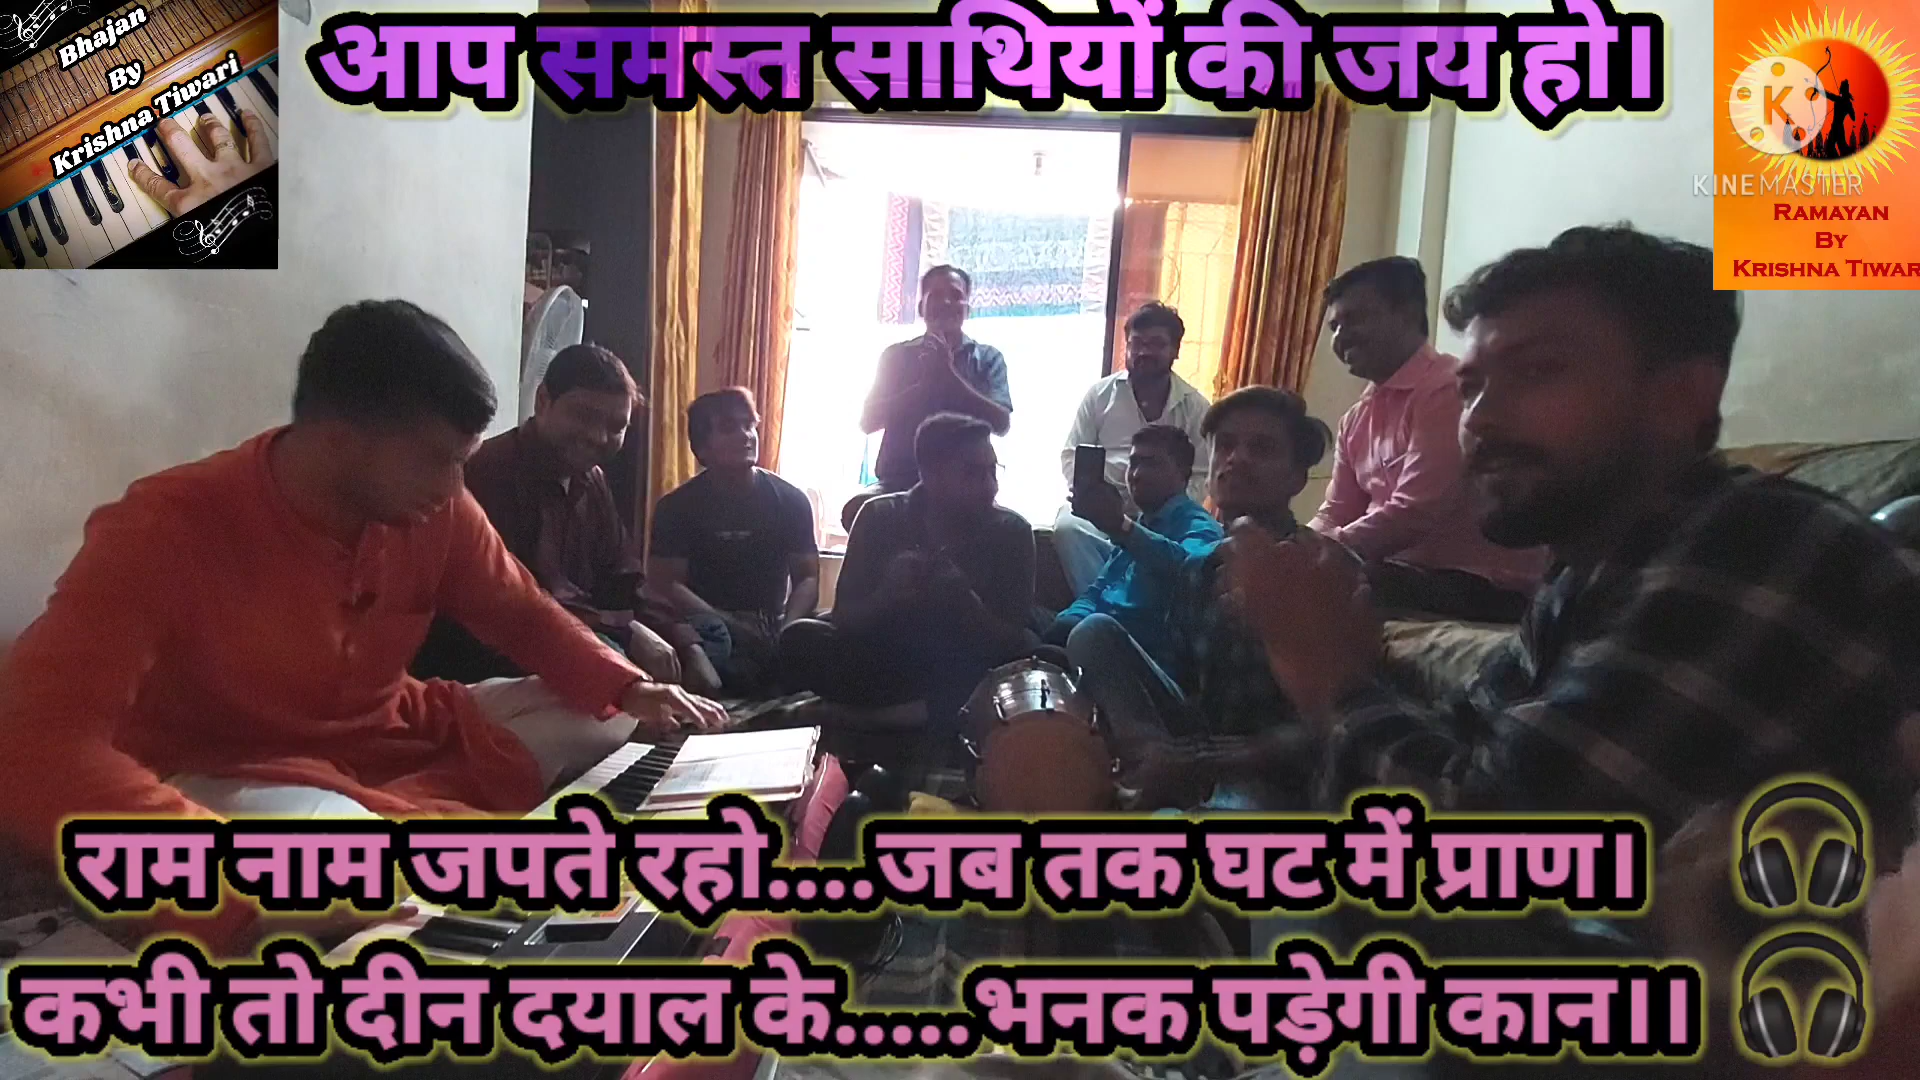 Bhajan
By
Krishna Tiwari
आप समस्त साथियों की जय हो।
K
KINEMASTER
RAMAYAN
BY
KRISHNA TIWAR
राम नाम जपते रहो....जब तक घट में प्राण।
कभी तो दीन दयाल के.....भनक पड़ेगी कान।।